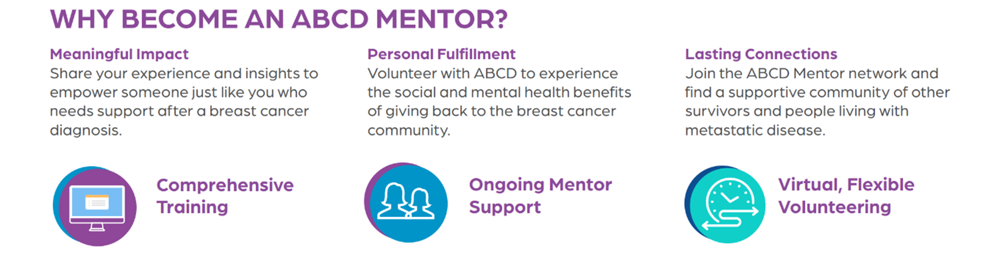 WHY BECOME AN ABCD MENTOR?
Meaningful Impact
Share your experience and insights to
empower someone just like you who
needs support after a breast cancer
diagnosis.
Personal Fulfillment
Volunteer with ABCD to experience
the social and mental health benefits
of giving back to the breast cancer
community.
Lasting Connections
Join the ABCD Mentor network and
find a supportive community of other
survivors and people living with
metastatic disease.
Comprehensive
Training
Ongoing Mentor
Support
Virtual, Flexible
Volunteering